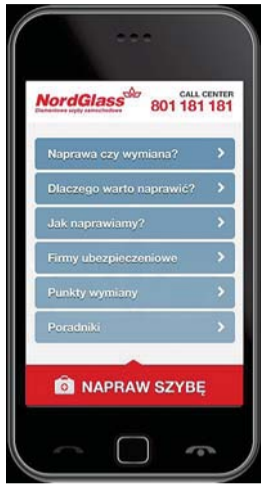 NordGlass
Diamentowe szyby samochodowe
CALL CENTER
801 181 181
Naprawa czy wymiana?
Dlaczego warto naprawić?
Jak naprawiamy?
Firmy ubezpieczeniowe
Punkty wymiany
Poradniki
NAPRAW SZYBĘ